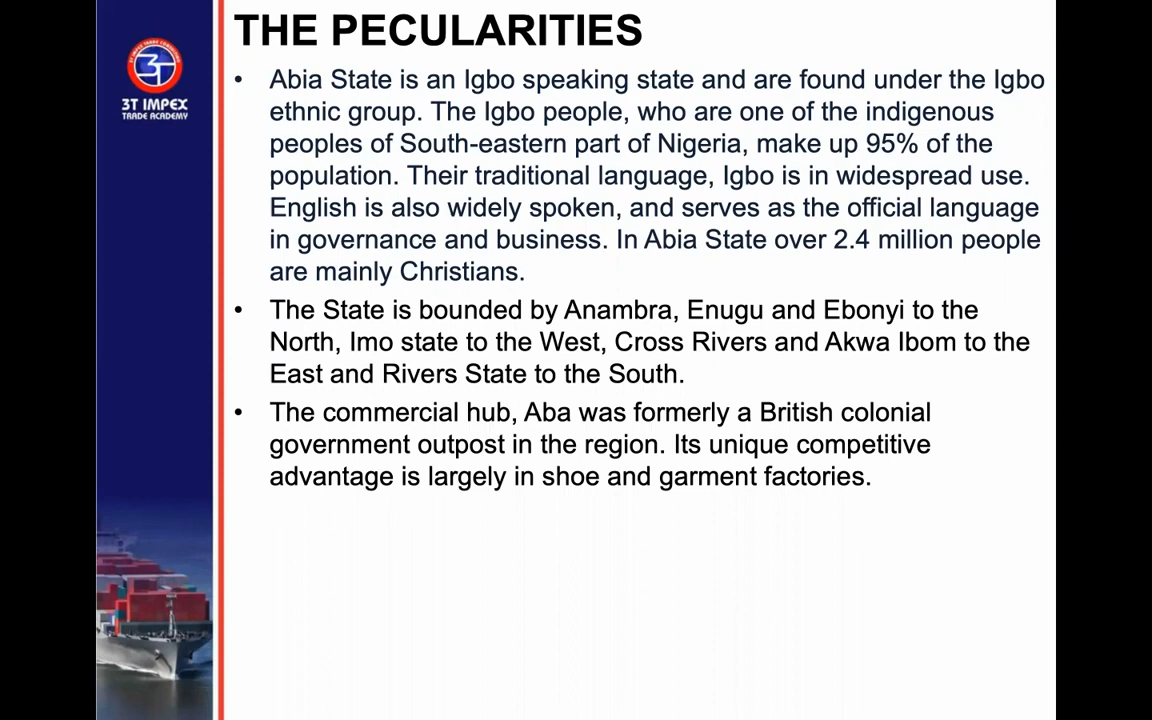 THE PECULARITIES
3T IMPEX
TRADE ACADEMY
• Abia State is an Igbo speaking state and are found under the Igbo
ethnic group. The Igbo people, who are one of the indigenous
peoples of South-eastern part of Nigeria, make up 95% of the
population. Their traditional language, Igbo is in widespread use.
English is also widely spoken, and serves as the official language
in governance and business. In Abia State over 2.4 million people
are mainly Christians.
• The State is bounded by Anambra, Enugu and Ebonyi to the
North, Imo state to the West, Cross Rivers and Akwa Ibom to the
East and Rivers State to the South.
• The commercial hub, Aba was formerly a British colonial
government outpost in the region. Its unique competitive
advantage is largely in shoe and garment factories.